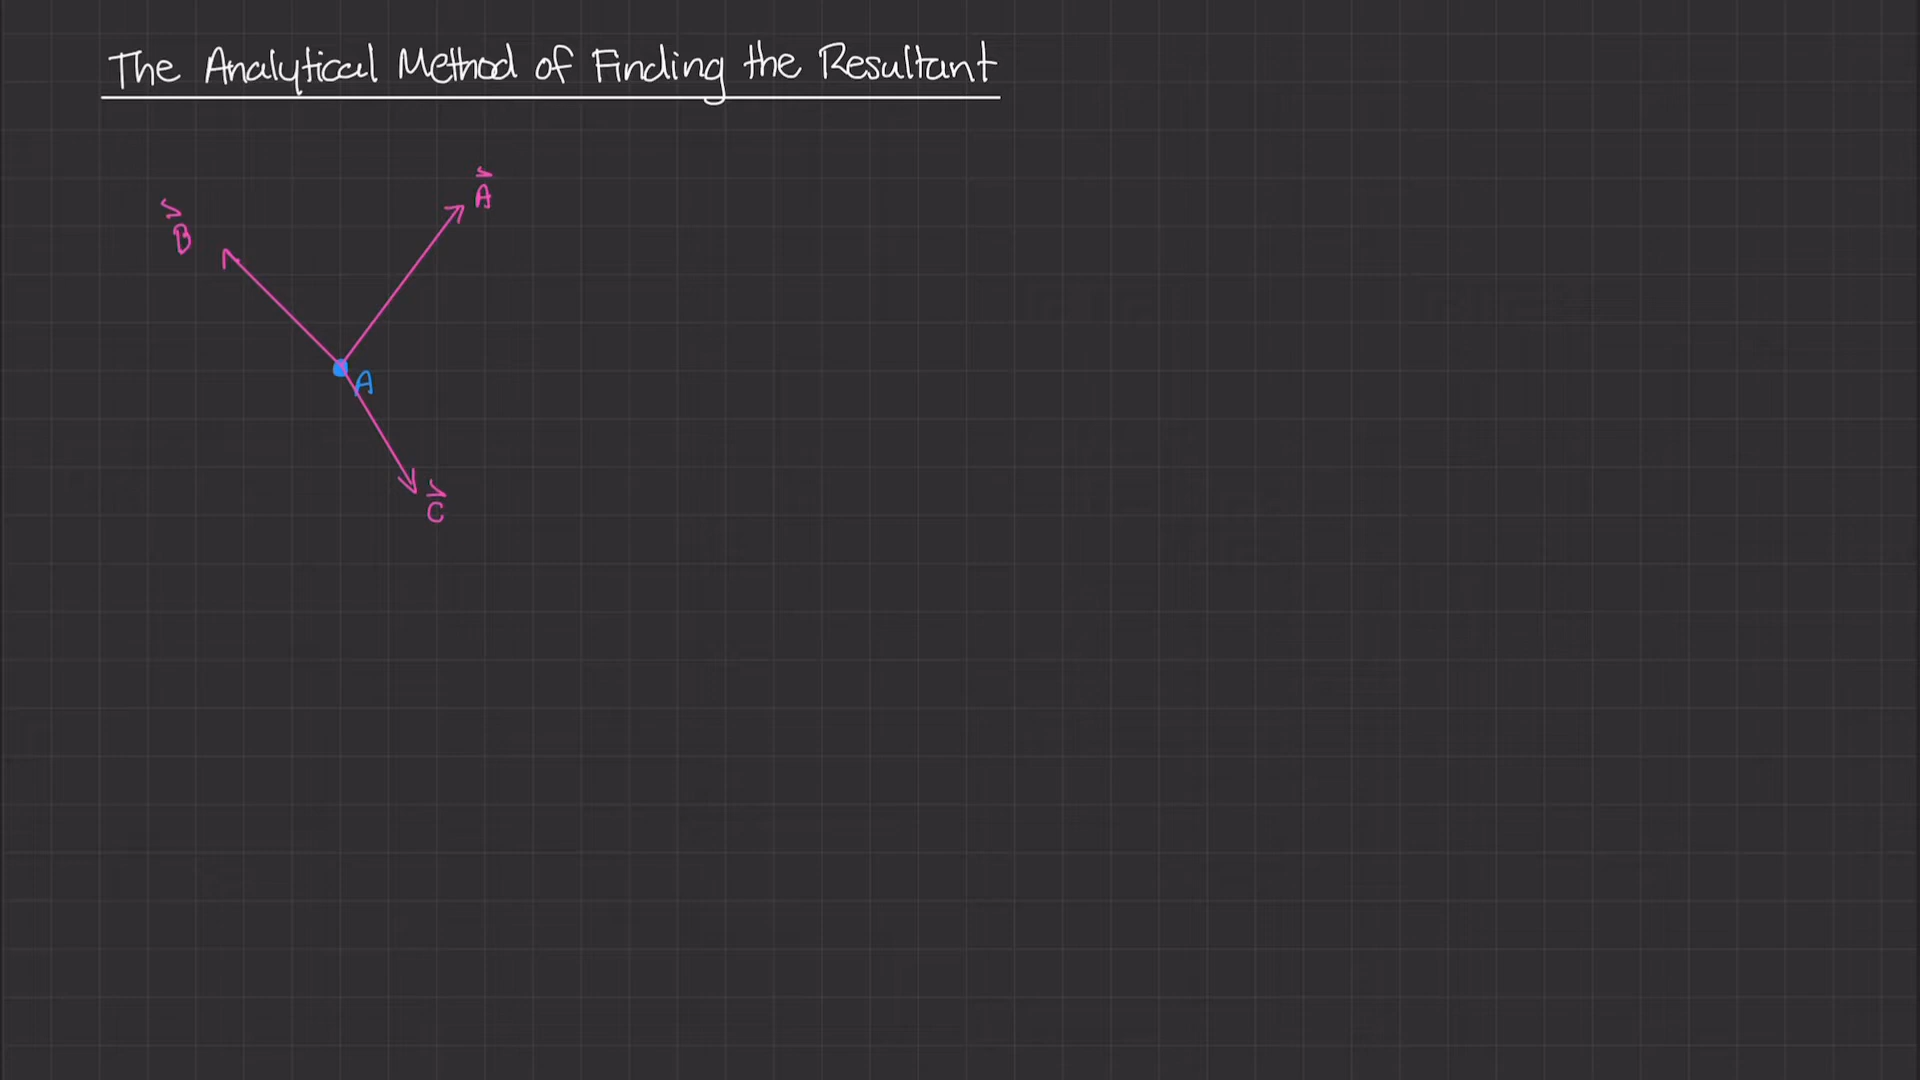 The Analytical Method of Finding the Resultant
A
B
A
C